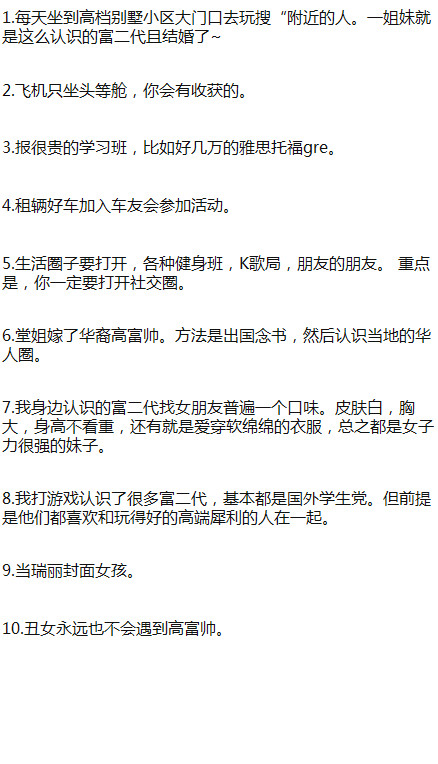 1.每天坐到高档别墅小区大门口去玩搜“附近的人。一姐妹就
是这么认识的富二代且结婚了~
2.飞机只坐头等舱，你会有收获的。
3.报很贵的学习班，比如好几万的雅思托福gre。
4.租辆好车加入车友会参加活动。
5.生活圈子要打开，各种健身班，K歌局，朋友的朋友。 重点
是，你一定要打开社交圈。
6.堂姐嫁了华裔高富帅。方法是出国念书，然后认识当地的华
人圈。
7.我身边认识的富二代找女朋友普遍一个口味。皮肤白，胸
大，身高不看重，还有就是爱穿软绵绵的衣服，总之都是女子
力很强的妹子。
8.我打游戏认识了很多富二代，基本都是国外学生党。但前提
是他们都喜欢和玩得好的高端犀利的人在一起。
9.当瑞丽封面女孩。
10.丑女永远也不会遇到高富帅。